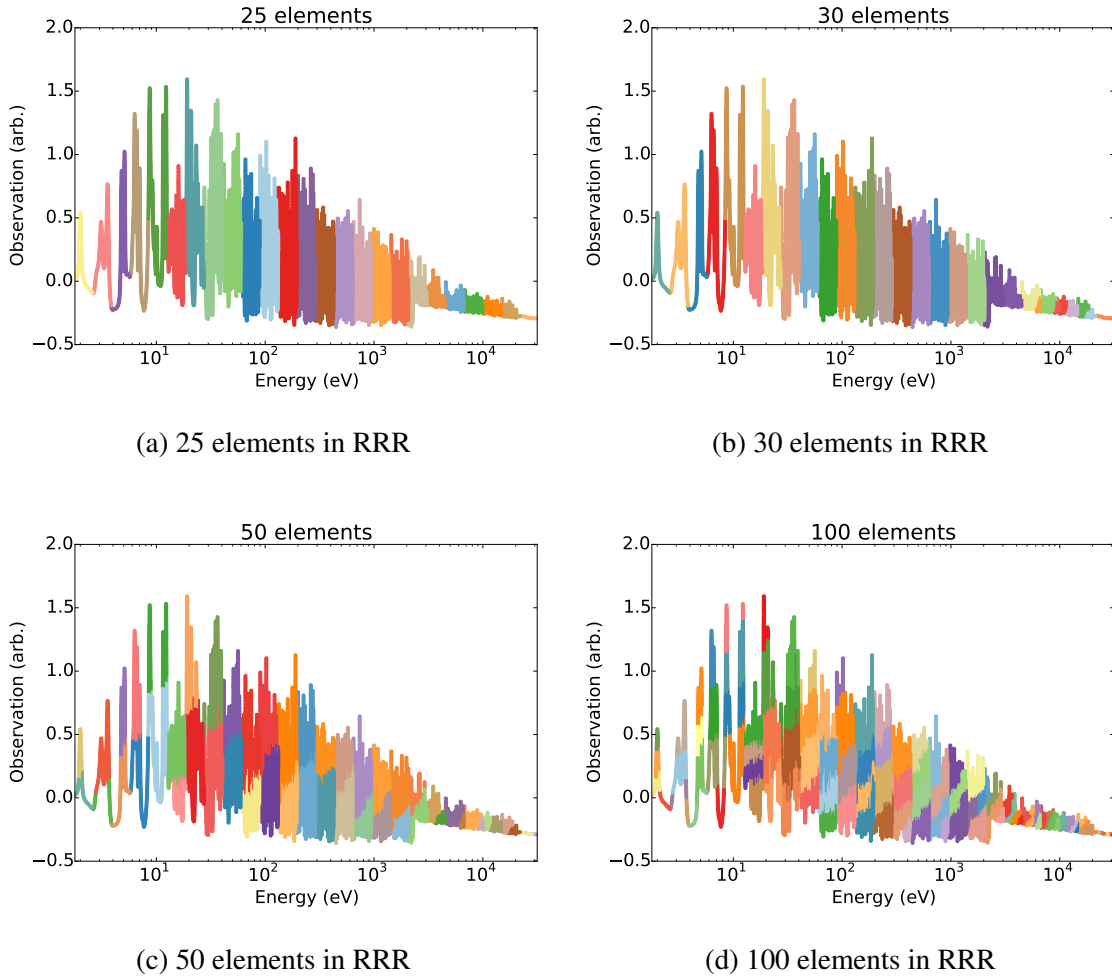 25 elements
2.0
1.5
1.0
0.5
0.0
−0.5
Observation (arb.)
10^1 10^2 10^3 10^4
Energy (eV)
(a) 25 elements in RRR
30 elements
2.0
1.5
1.0
0.5
0.0
−0.5
Observation (arb.)
10^1 10^2 10^3 10^4
Energy (eV)
(b) 30 elements in RRR
50 elements
2.0
1.5
1.0
0.5
0.0
−0.5
Observation (arb.)
10^1 10^2 10^3 10^4
Energy (eV)
(c) 50 elements in RRR
100 elements
2.0
1.5
1.0
0.5
0.0
−0.5
Observation (arb.)
10^1 10^2 10^3 10^4
Energy (eV)
(d) 100 elements in RRR